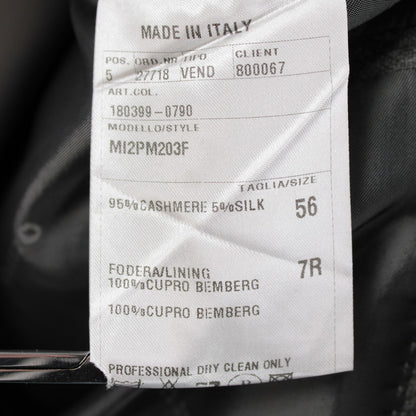 MADE IN ITALY
POS. ORD.NR TIPO CLIENT
5 27718 VEND 800067
ART.COL.
180399-0790
MODELLO/STYLE
MI2PM203F
TAGLIA/SIZE
95%CASHMERE 5%SILK 56
FODERA/LINING 7R
100%CUPRO BEMBERG
100%CUPRO BEMBERG
PROFESSIONAL DRY CLEAN ONLY